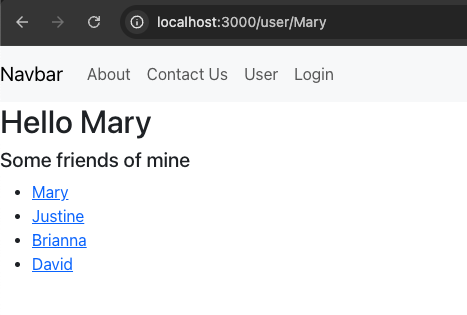 localhost:3000/user/Mary
Navbar About Contact Us User Login
Hello Mary
Some friends of mine
Mary
Justine
Brianna
David